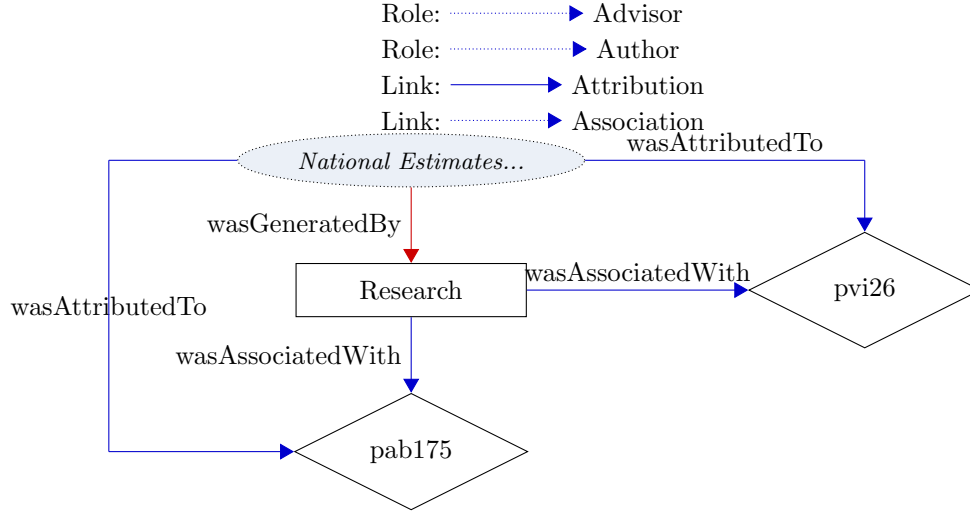 Role: Advisor
Role: Author
Link: Attribution
Link: Association
wasAttributedTo
National Estimates...
wasGeneratedBy
wasAssociatedWith
Research
pvi26
wasAttributedTo
wasAssociatedWith
pab175